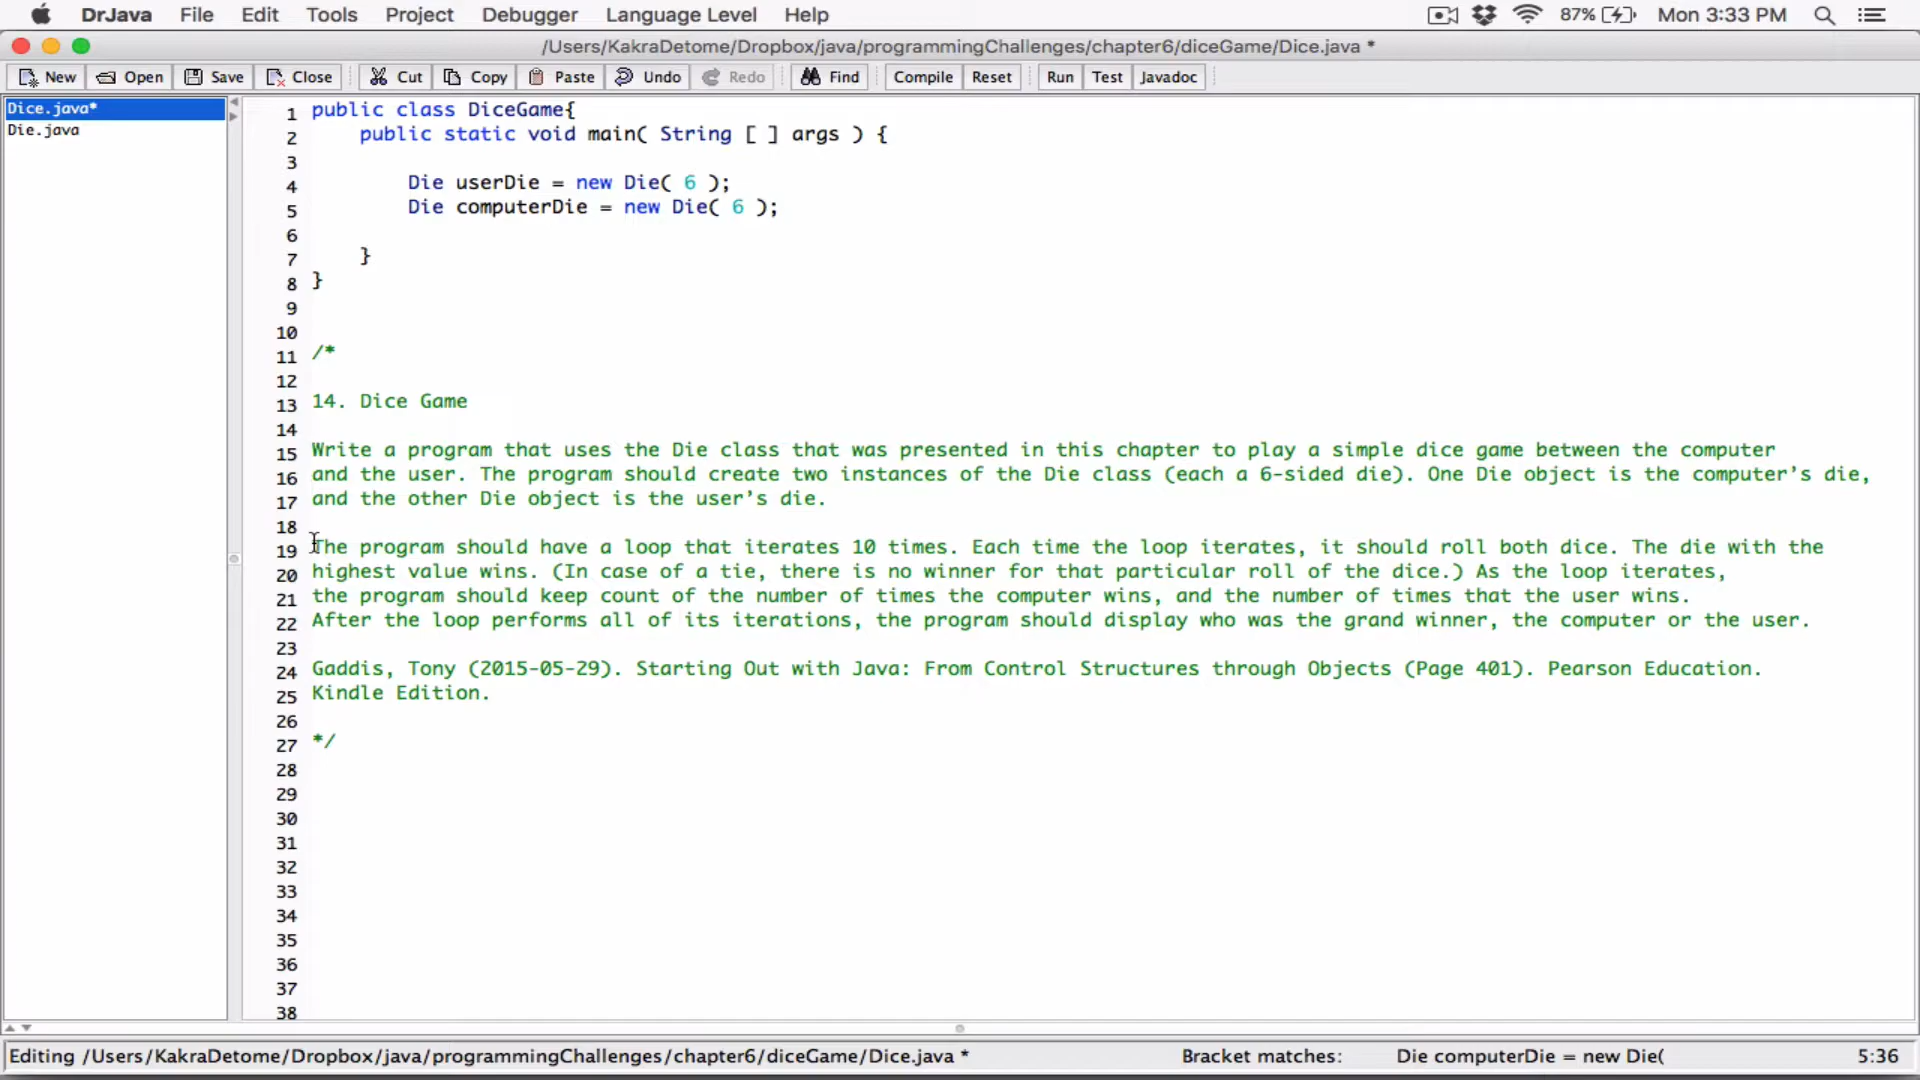 DrJava File Edit Tools Project Debugger Language Level Help 87% Mon 3:33 PM
/Users/KakraDetome/Dropbox/java/programmingChallenges/chapter6/diceGame/Dice.java *
New Open Save Close Cut Copy Paste Undo Redo Find Compile Reset Run Test Javadoc
Dice.java*
Die.java
1 public class DiceGame{
2 public static void main( String [ ] args ) {
3
4 Die userDie = new Die( 6 );
5 Die computerDie = new Die( 6 );
6
7 }
8 }
9
10
11 /*
12
13 14. Dice Game
14
15 Write a program that uses the Die class that was presented in this chapter to play a simple dice game between the computer
16 and the user. The program should create two instances of the Die class (each a 6-sided die). One Die object is the computer’s die,
17 and the other Die object is the user’s die.
18
19 The program should have a loop that iterates 10 times. Each time the loop iterates, it should roll both dice. The die with the
20 highest value wins. (In case of a tie, there is no winner for that particular roll of the dice.) As the loop iterates,
21 the program should keep count of the number of times the computer wins, and the number of times that the user wins.
22 After the loop performs all of its iterations, the program should display who was the grand winner, the computer or the user.
23
24 Gaddis, Tony (2015-05-29). Starting Out with Java: From Control Structures through Objects (Page 401). Pearson Education.
25 Kindle Edition.
26
27 */
28
29
30
31
32
33
34
35
36
37
38
Editing /Users/KakraDetome/Dropbox/java/programmingChallenges/chapter6/diceGame/Dice.java * Bracket matches: Die computerDie = new Die( 5:36